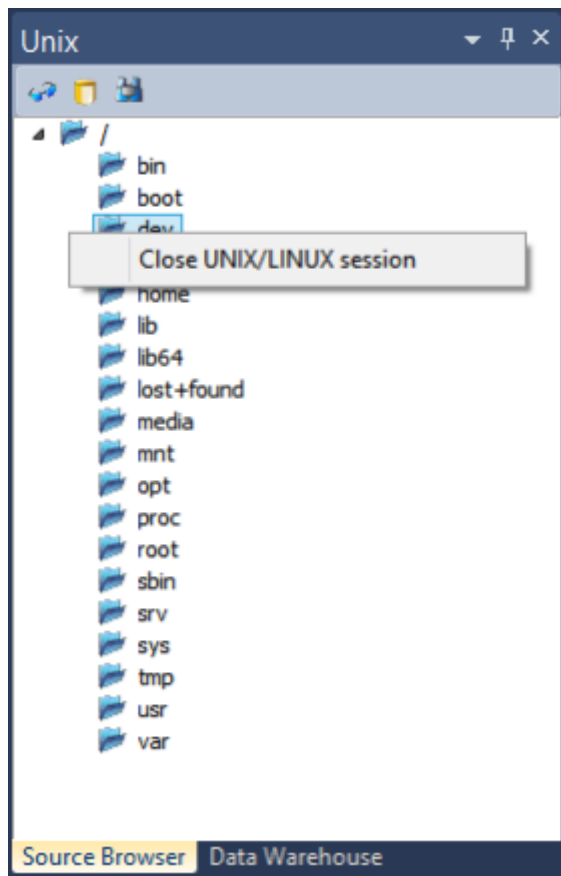 Unix
/
bin
boot
dev
Close UNIX/LINUX session
home
lib
lib64
lost+found
media
mnt
opt
proc
root
sbin
srv
sys
tmp
usr
var
Source Browser
Data Warehouse